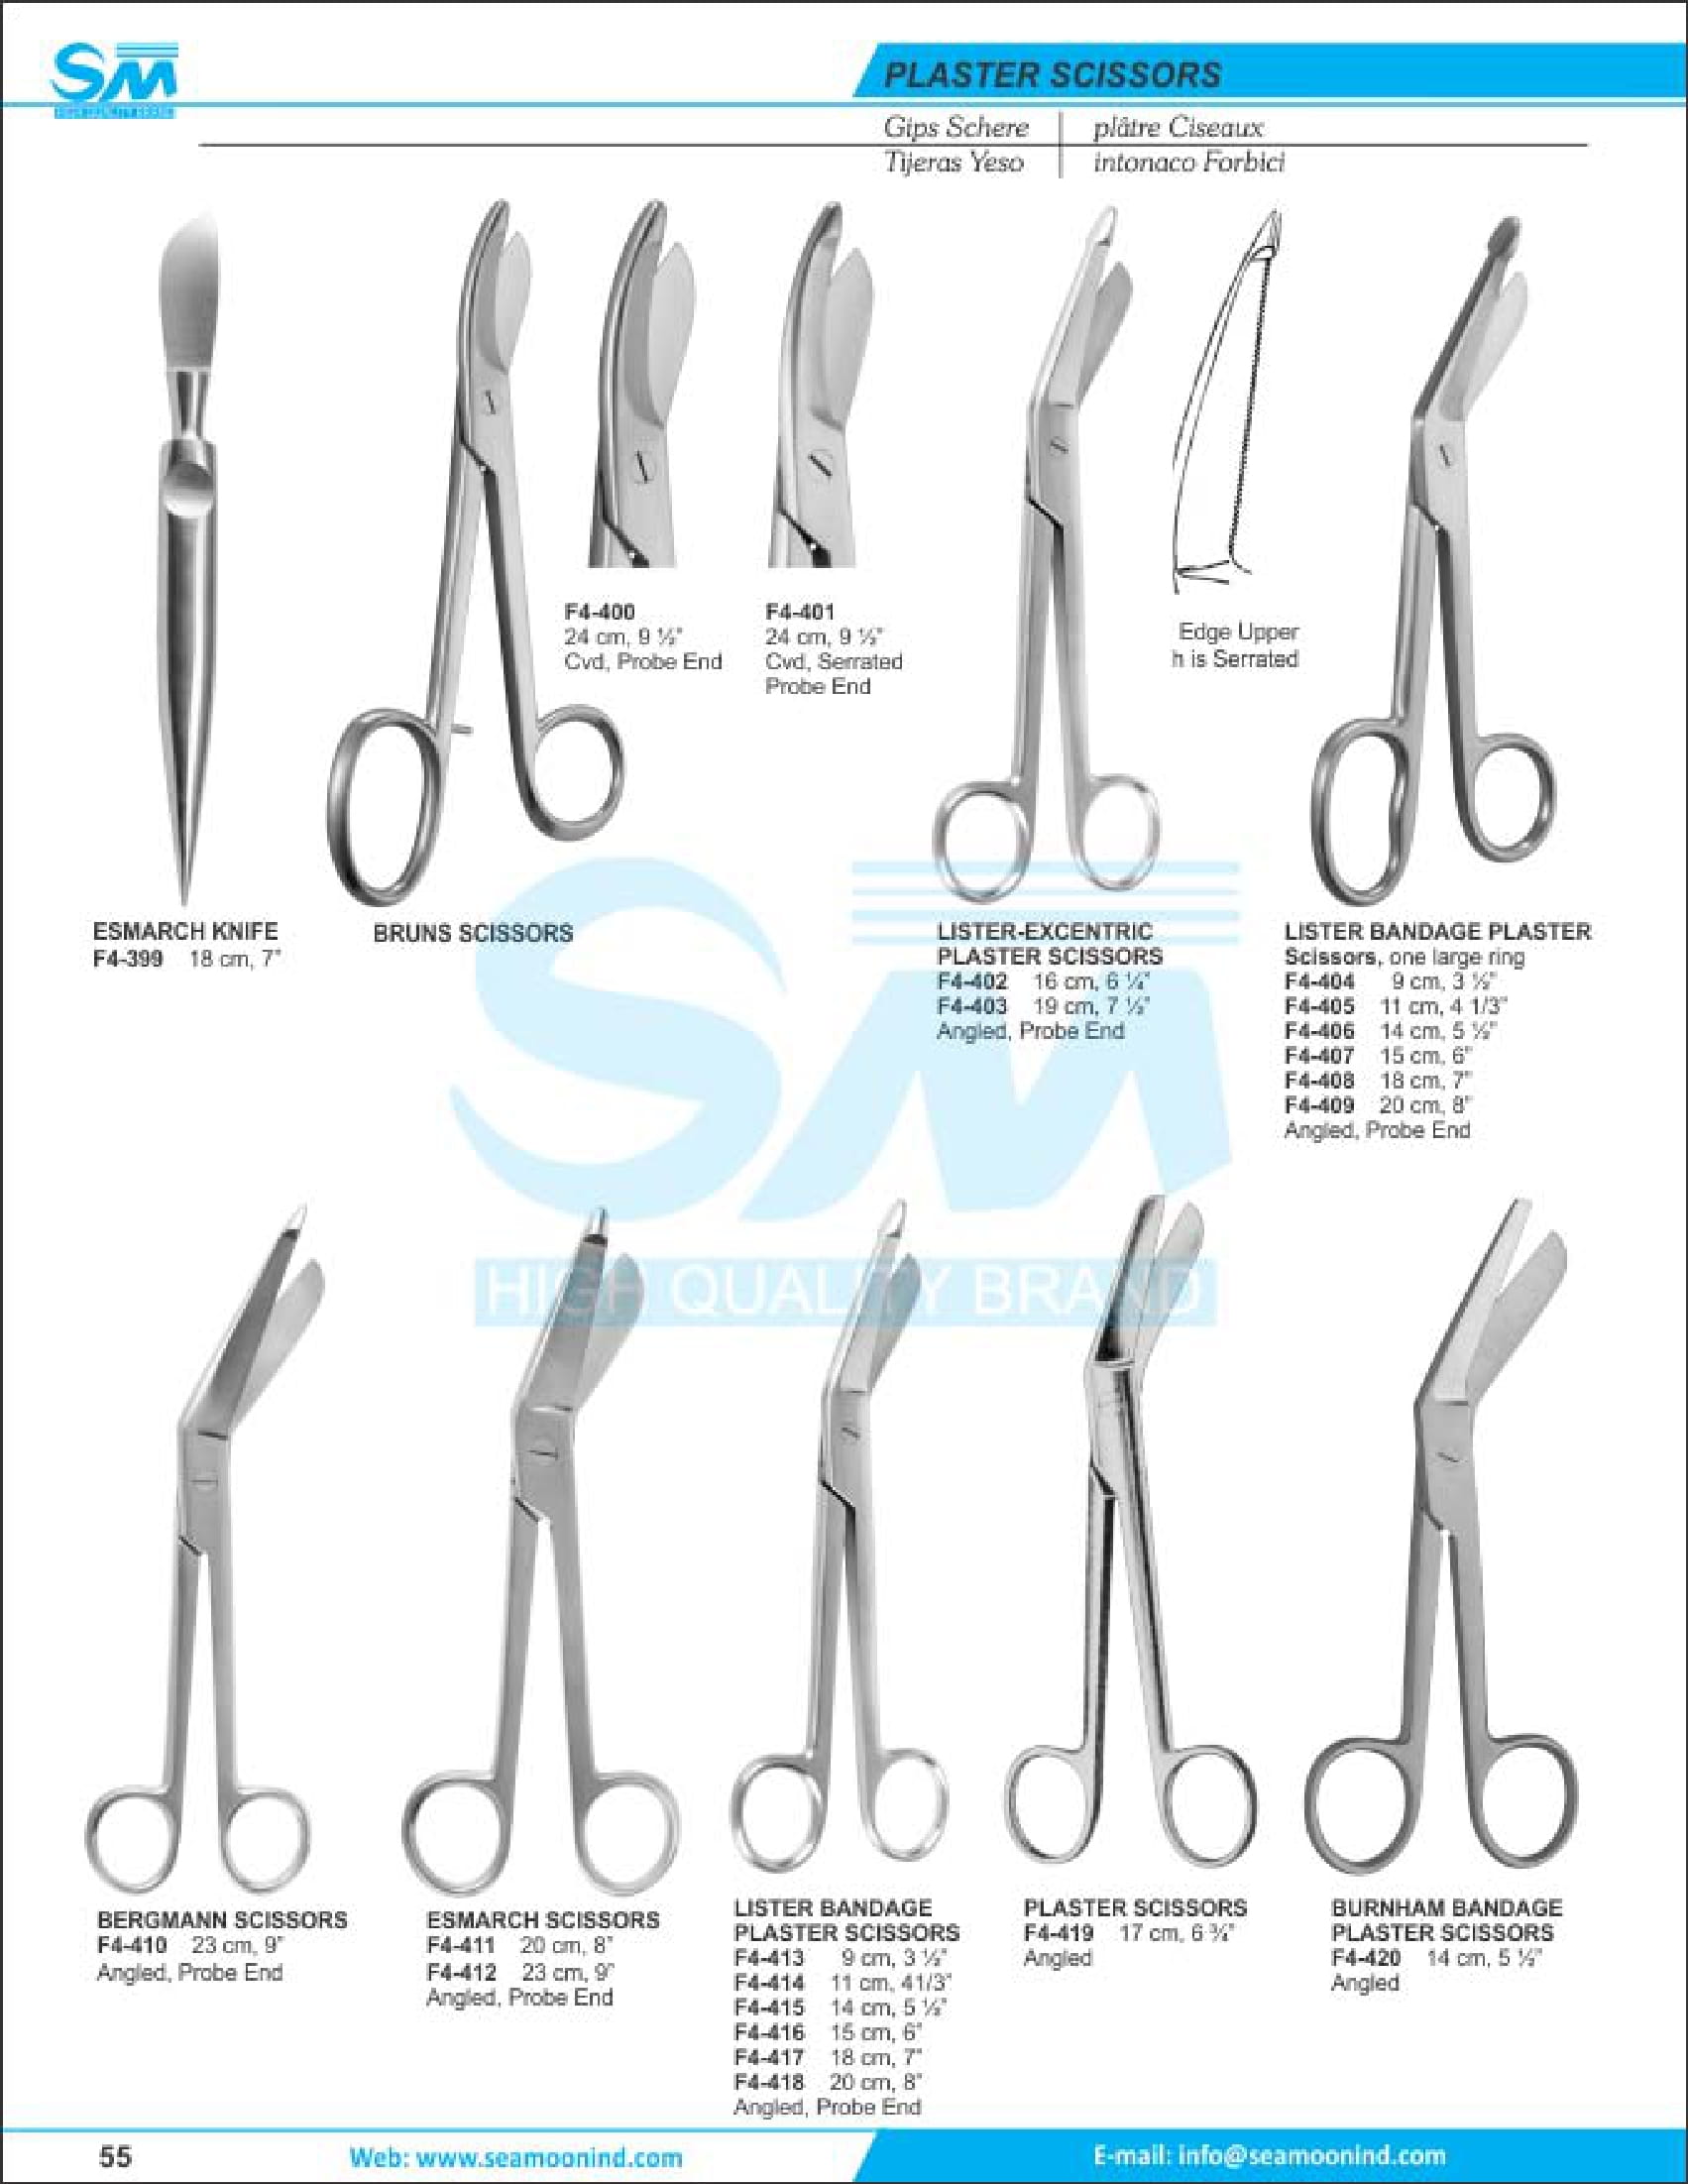 SM
PLASTER SCISSORS
Gips Schere
plâtre Ciseaux
Tijeras Yeso
intonaco Forbici
F4-400
24 cm, 9 ½"
Cvd, Probe End
F4-401
24 cm, 9 ½"
Cvd, Serrated
Probe End
Edge Upper
h is Serrated
ESMARCH KNIFE
F4-399 18 cm, 7"
BRUNS SCISSORS
LISTER-EXCENTRIC
PLASTER SCISSORS
F4-402 16 cm, 6 ¼"
F4-403 19 cm, 7 ½"
Angled, Probe End
LISTER BANDAGE PLASTER
Scissors, one large ring
F4-404 9 cm, 3 ½"
F4-405 11 cm, 4 1/3"
F4-406 14 cm, 5 ½"
F4-407 15 cm, 6"
F4-408 18 cm, 7"
F4-409 20 cm, 8"
Angled, Probe End
SM
HIGH QUALITY BRAND
BERGMANN SCISSORS
F4-410 23 cm, 9"
Angled, Probe End
ESMARCH SCISSORS
F4-411 20 cm, 8"
F4-412 23 cm, 9"
Angled, Probe End
LISTER BANDAGE
PLASTER SCISSORS
F4-413 9 cm, 3 ½"
F4-414 11 cm, 41/3"
F4-415 14 cm, 5 ½"
F4-416 15 cm, 6"
F4-417 18 cm, 7"
F4-418 20 cm, 8"
Angled, Probe End
PLASTER SCISSORS
F4-419 17 cm, 6 ¾"
Angled
BURNHAM BANDAGE
PLASTER SCISSORS
F4-420 14 cm, 5 ½"
Angled
55
Web: www.seamoonind.com
E-mail: info@seamoonind.com